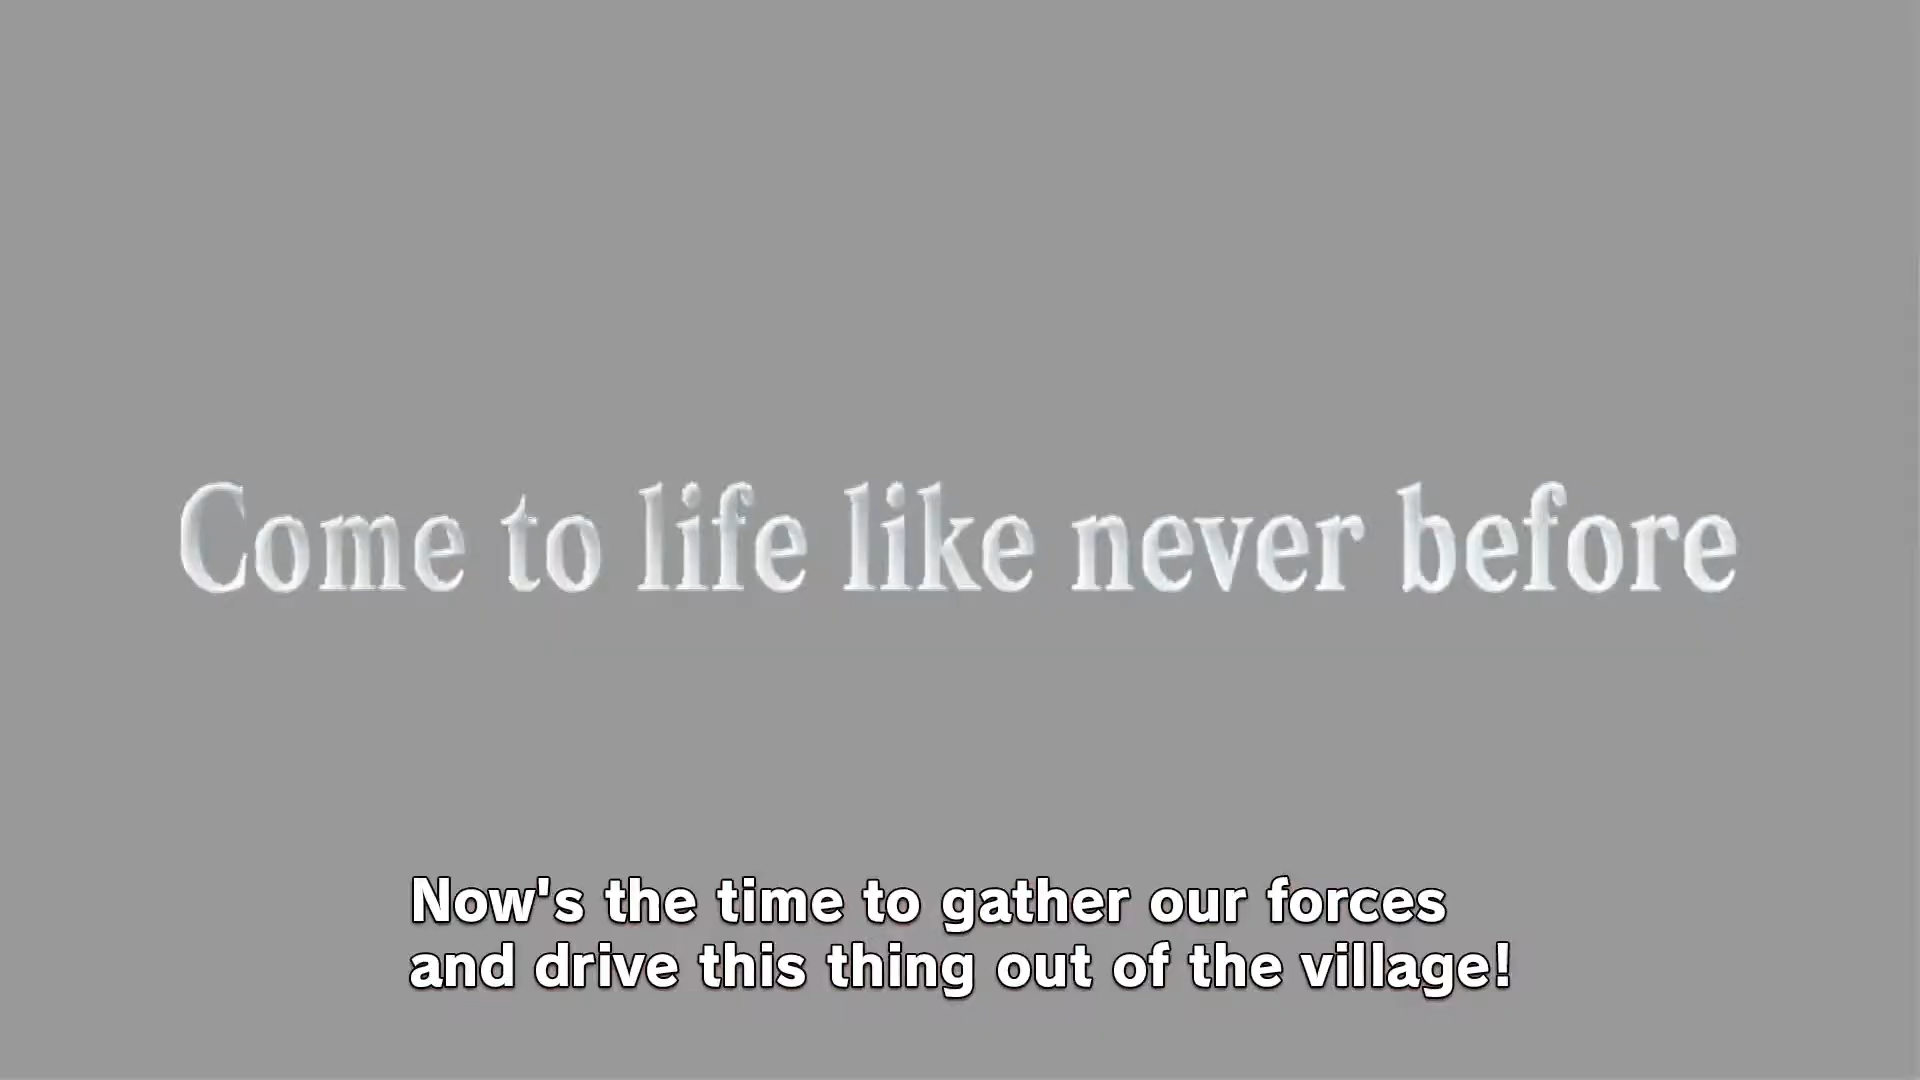 Come to life like never before
Now's the time to gather our forces
and drive this thing out of the village!